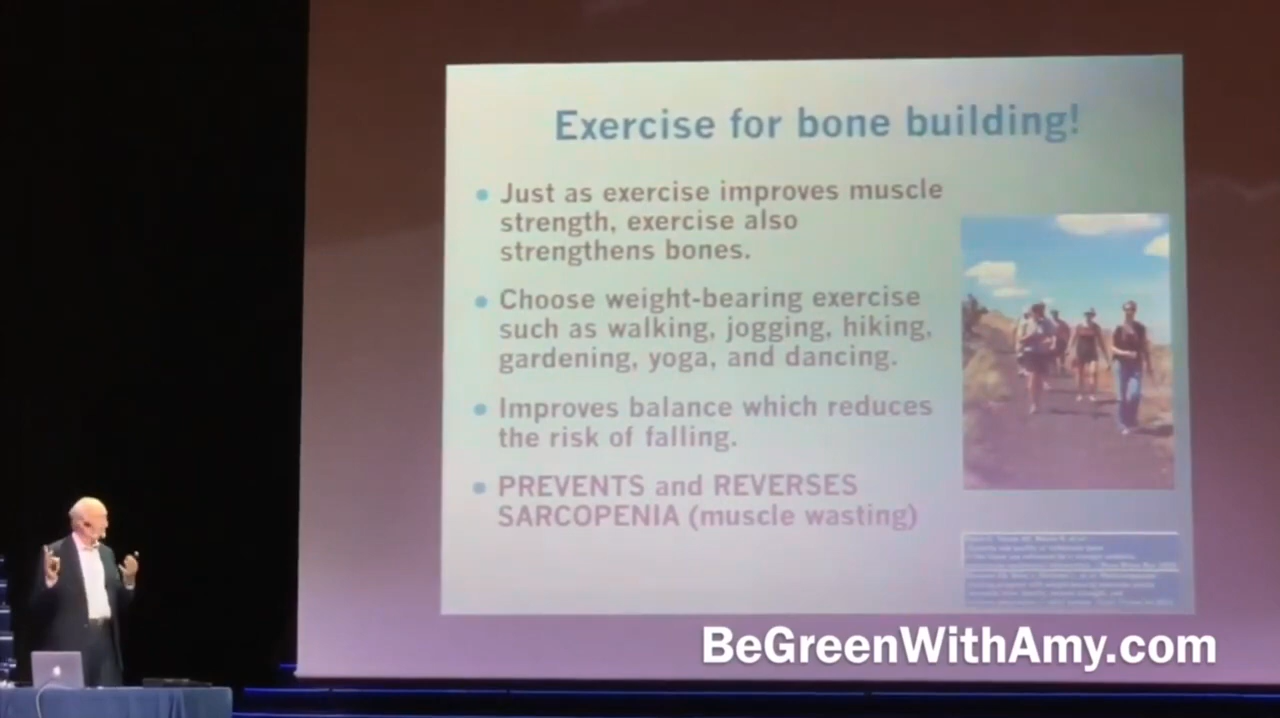 Exercise for bone building!
• Just as exercise improves muscle
strength, exercise also
strengthens bones.
• Choose weight-bearing exercise
such as walking, jogging, hiking,
gardening, yoga, and dancing.
• Improves balance which reduces
the risk of falling.
• PREVENTS and REVERSES
SARCOPENIA (muscle wasting)
BeGreenWithAmy.com